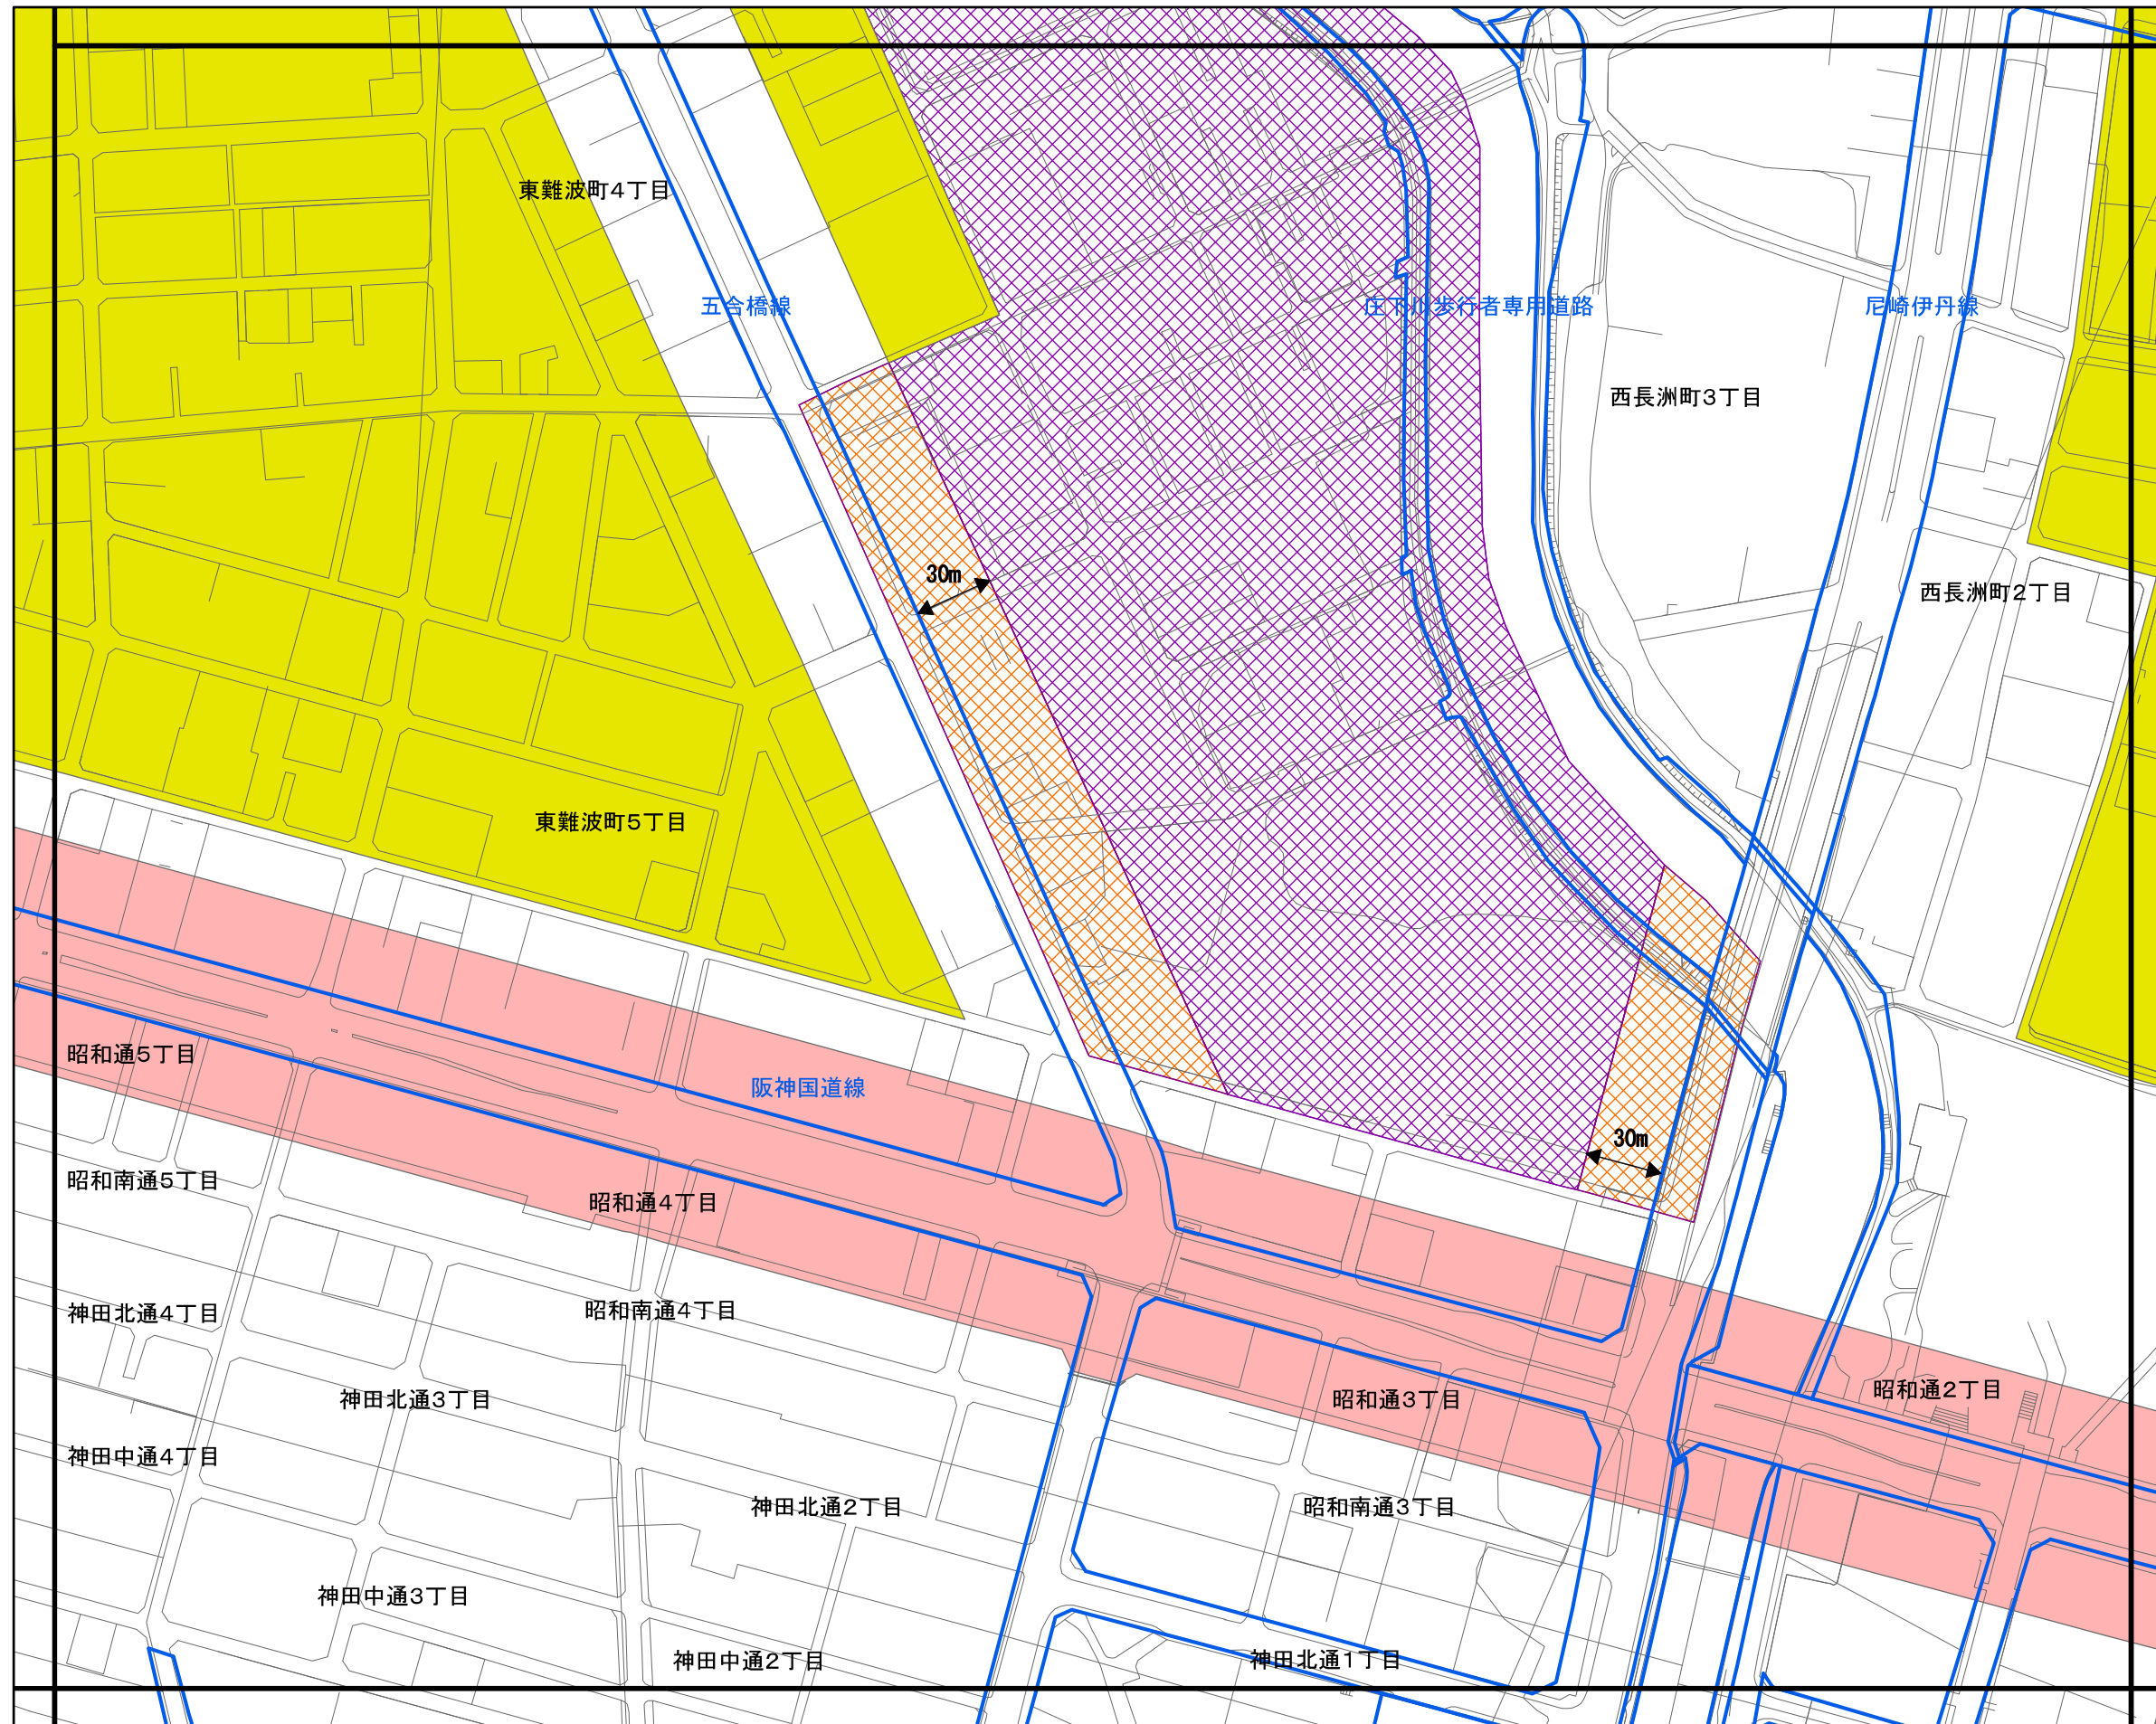 東難波町4丁目
五合橋線
庄下川歩行者専用道路
尼崎伊丹線
西長洲町3丁目
30m
西長洲町2丁目
東難波町5丁目
昭和通5丁目
阪神国道線
30m
昭和南通5丁目
昭和通4丁目
神田北通4丁目
昭和南通4丁目
昭和通2丁目
神田北通3丁目
昭和通3丁目
神田中通4丁目
神田北通2丁目
昭和南通3丁目
神田中通3丁目
神田中通2丁目
神田北通1丁目